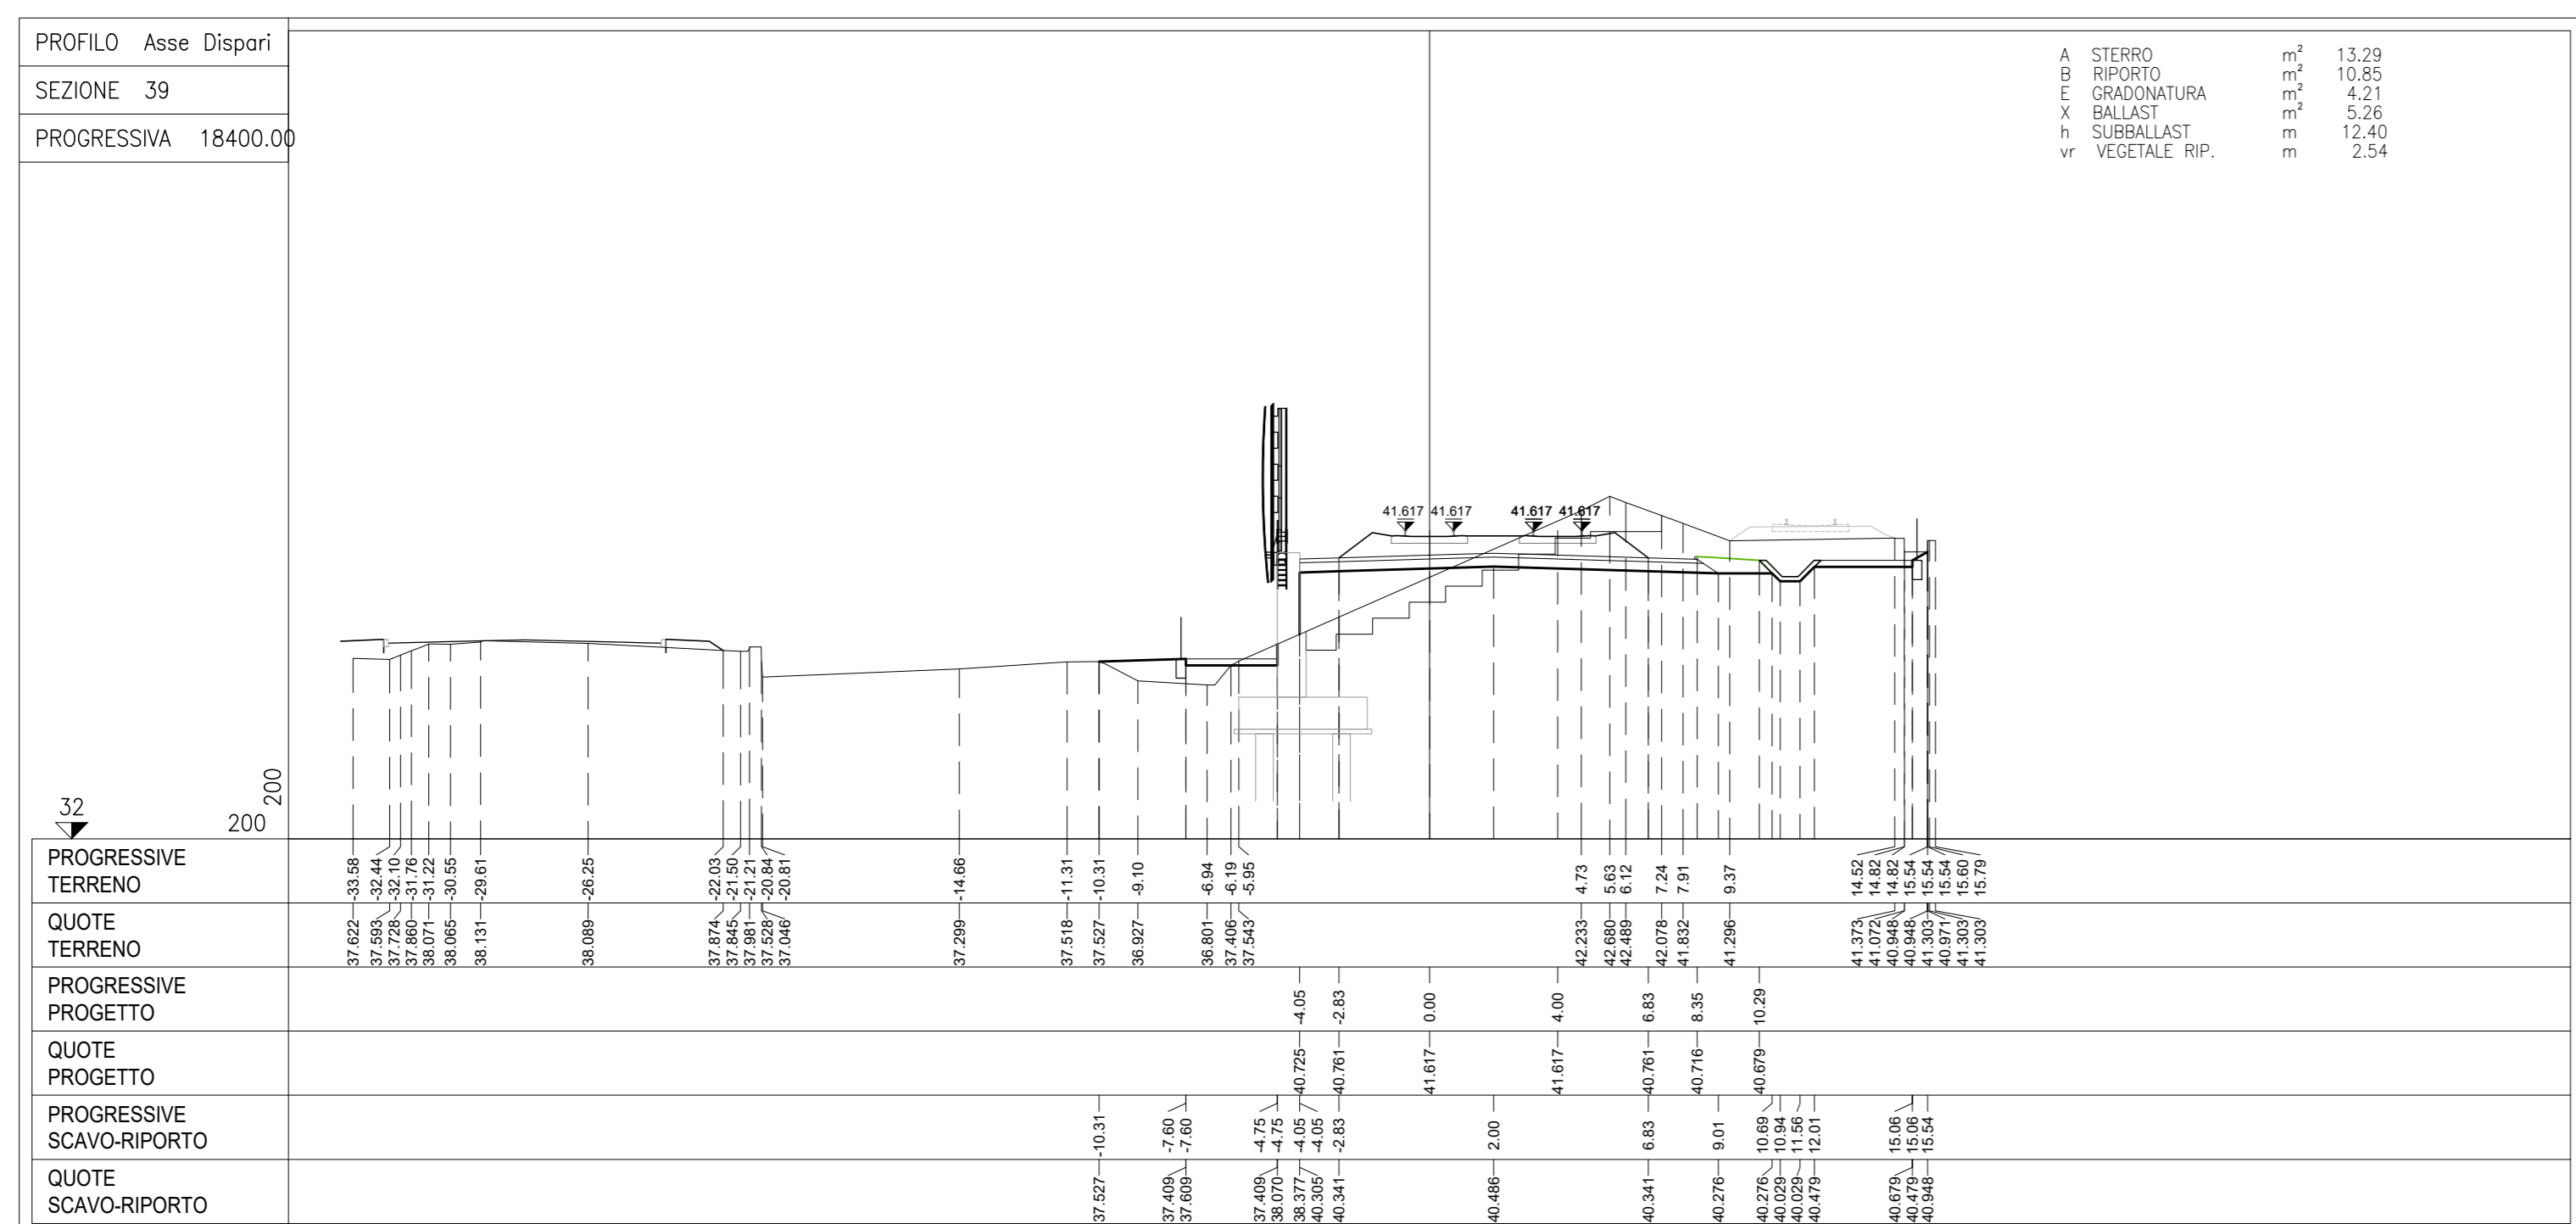 PROFILO Asse Dispari
SEZIONE 39
PROGRESSIVA 18400.00
A STERRO m² 13.29
B RIPORTO m² 10.85
E GRADONATURA m² 4.21
X BALLAST m² 5.26
h SUBBALLAST m 12.40
vr VEGETALE RIP. m 2.54
41.617 41.617 41.617 41.617
200
32
200
PROGRESSIVE TERRENO
-33.58 -32.44 -32.10 -31.76 -31.22 -30.55 -29.61 -26.25 -22.03 -21.50 -21.21 -20.84 -20.81 -14.66 -11.31 -10.31 -9.10 -6.94 -6.19 -5.95 4.73 5.63 6.12 7.24 7.91 9.37 14.52 14.82 14.82 15.54 15.54 15.54 15.60 15.79
QUOTE TERRENO
37.622 37.593 37.728 37.860 38.071 38.065 38.131 38.089 37.874 37.845 37.981 37.528 37.046 37.299 37.518 37.527 36.927 36.801 37.406 37.543 42.233 42.680 42.489 42.078 41.832 41.296 41.373 41.072 40.948 40.948 41.303 40.971 41.303 41.303
PROGRESSIVE PROGETTO
-4.05 -2.83 0.00 4.00 6.83 8.35 10.29
QUOTE PROGETTO
40.725 40.761 41.617 41.617 40.761 40.716 40.679
PROGRESSIVE SCAVO-RIPORTO
-10.31 -7.60 -7.60 -4.75 -4.75 -4.05 -4.05 -2.83 2.00 6.83 9.01 10.69 10.94 11.56 12.01 15.06 15.06 15.54
QUOTE SCAVO-RIPORTO
37.527 37.409 37.609 37.409 38.070 38.377 40.305 40.341 40.486 40.341 40.276 40.276 40.029 40.029 40.479 40.679 40.479 40.948